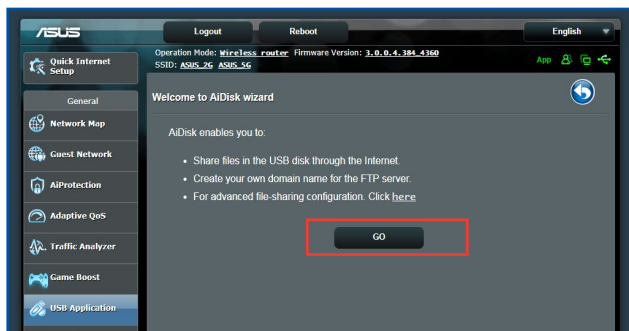 ASUS
Logout
Reboot
English
Quick Internet
Setup
Operation Mode: Wireless router Firmware Version: 3.0.0.4.384_4360
SSID: ASUS_2G ASUS_5G
App
General
Welcome to AiDisk wizard
Network Map
AiDisk enables you to:
Guest Network
• Share files in the USB disk through the Internet.
• Create your own domain name for the FTP server.
AiProtection
• For advanced file-sharing configuration. Click here
Adaptive QoS
GO
Traffic Analyzer
Game Boost
USB Application